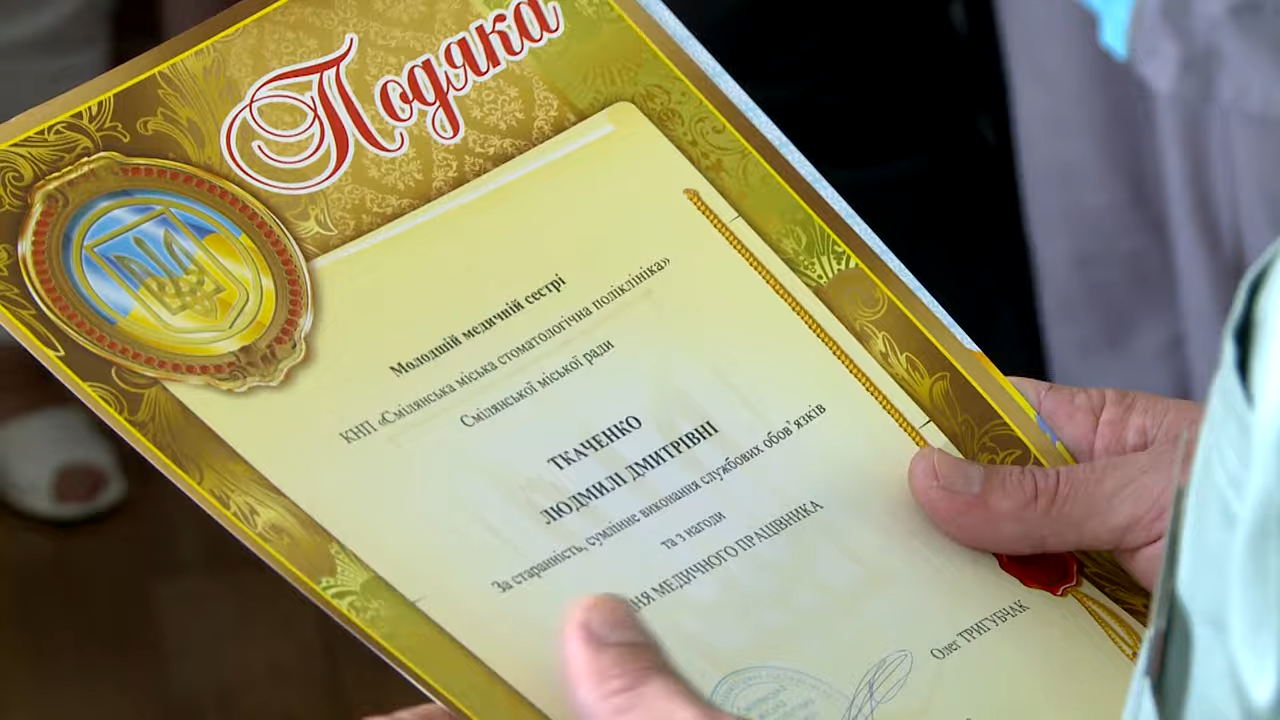 Подяка
Молодшій медичній сестрі
КНП «Смілянська міська стоматологічна поліклініка»
Смілянської міської ради
ТКАЧЕНКО
ЛЮДМИЛІ ДМИТРІВНІ
За старанність, сумлінне виконання службових обов'язків
та з нагоди
МЕДИЧНОГО ПРАЦІВНИКА
Олег ТРИГУБЧАК